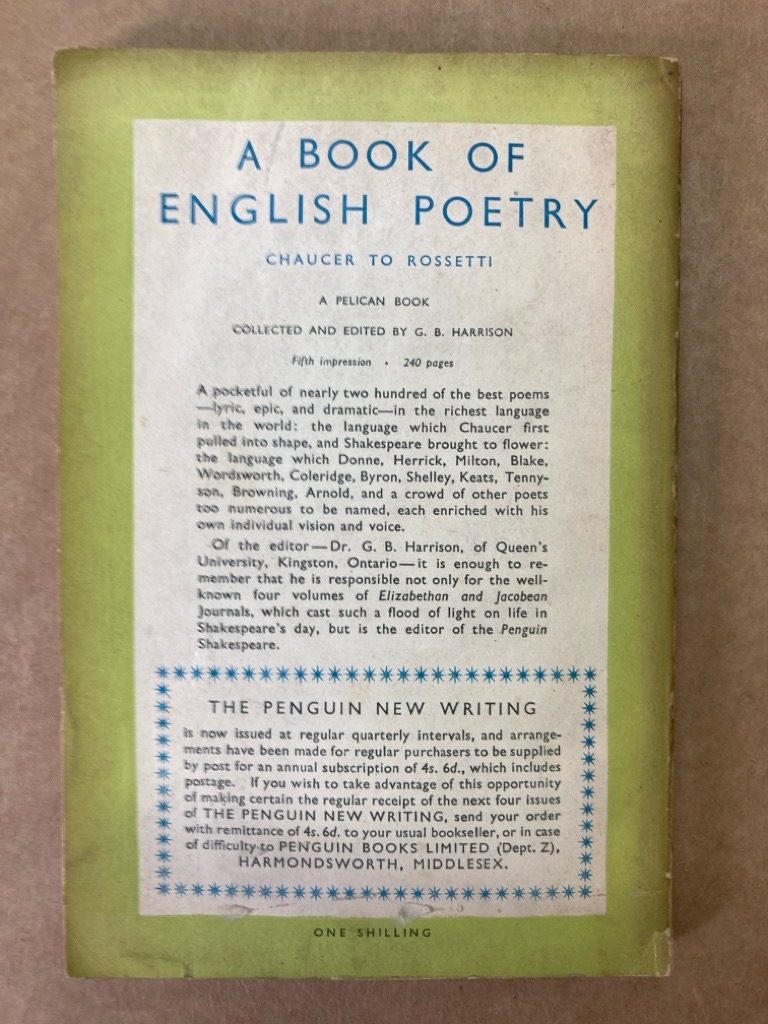 A BOOK OF
ENGLISH POETRY
CHAUCER TO ROSSETTI
A PELICAN BOOK
COLLECTED AND EDITED BY G. B. HARRISON
Fifth impression · 240 pages
A pocketful of nearly two hundred of the best poems
—lyric, epic, and dramatic—in the richest language
in the world: the language which Chaucer first
pulled into shape, and Shakespeare brought to flower:
the language which Donne, Herrick, Milton, Blake,
Wordsworth, Coleridge, Byron, Shelley, Keats, Tenny-
son, Browning, Arnold, and a crowd of other poets
too numerous to be named, each enriched with his
own individual vision and voice.
Of the editor—Dr. G. B. Harrison, of Queen's
University, Kingston, Ontario—it is enough to re-
member that he is responsible not only for the well-
known four volumes of Elizabethan and Jacobean
Journals, which cast such a flood of light on life in
Shakespeare's day, but is the editor of the Penguin
Shakespeare.
THE PENGUIN NEW WRITING
is now issued at regular quarterly intervals, and arrange-
ments have been made for regular purchasers to be supplied
by post for an annual subscription of 4s. 6d., which includes
postage. If you wish to take advantage of this opportunity
of making certain the regular receipt of the next four issues
of THE PENGUIN NEW WRITING, send your order
with remittance of 4s. 6d. to your usual bookseller, or in case
of difficulty to PENGUIN BOOKS LIMITED (Dept. Z),
HARMONDSWORTH, MIDDLESEX.
ONE SHILLING